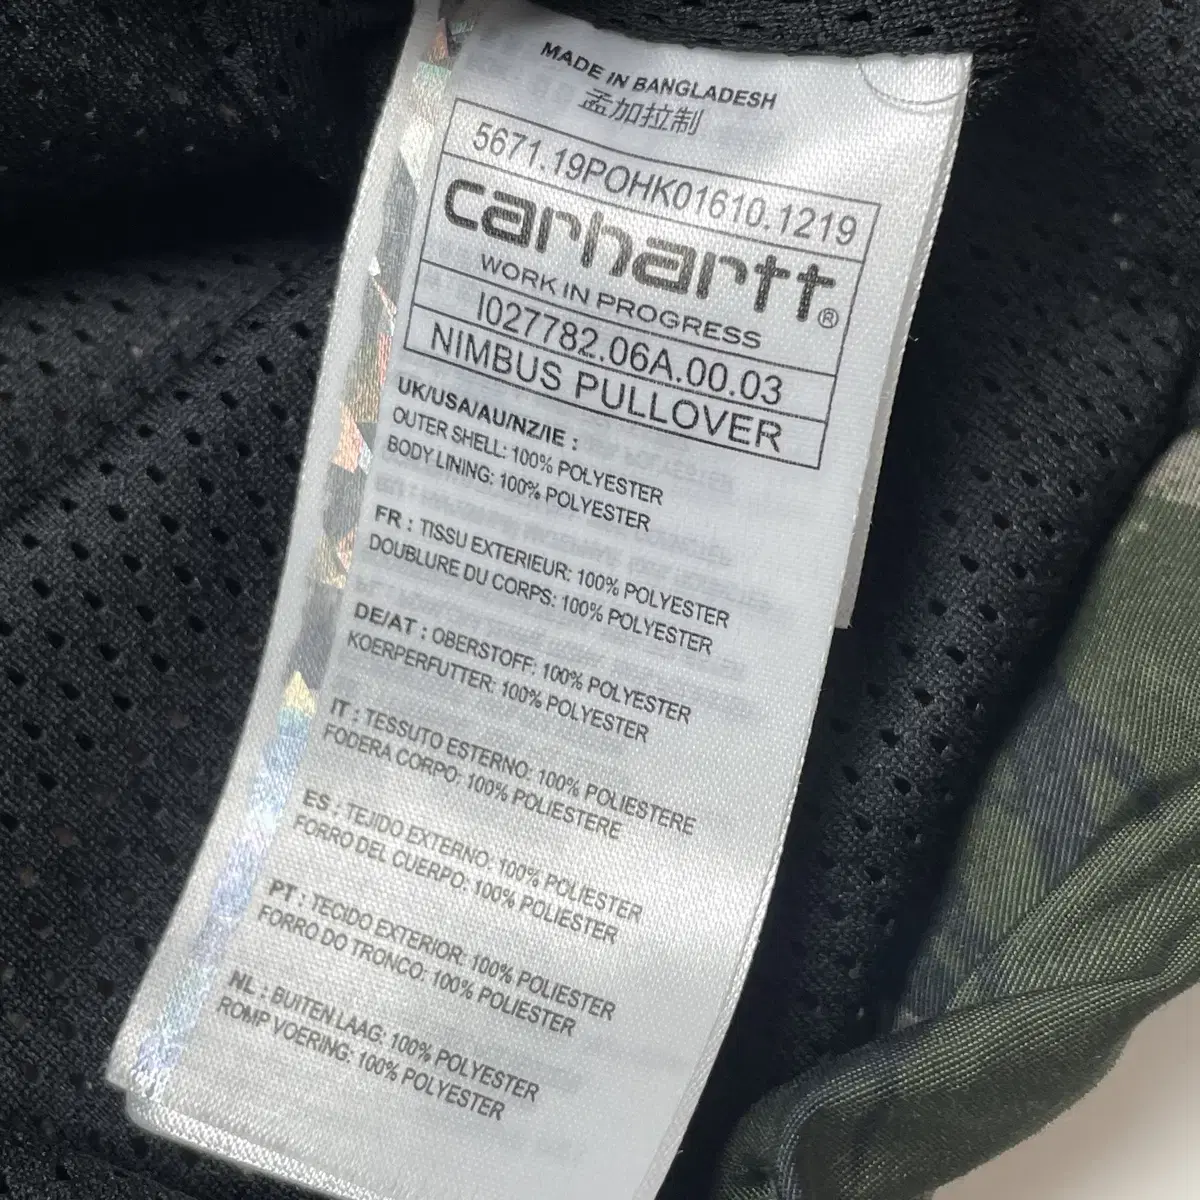 MADE IN BANGLADESH
孟加拉制
5671.19POHK01610.1219
carhartt®
WORK IN PROGRESS
I027782.06A.00.03
NIMBUS PULLOVER
UK/USA/AU/NZ/IE :
OUTER SHELL: 100% POLYESTER
BODY LINING: 100% POLYESTER
FR : TISSU EXTERIEUR: 100% POLYESTER
DOUBLURE DU CORPS: 100% POLYESTER
DE/AT : OBERSTOFF: 100% POLYESTER
KOERPERFUTTER: 100% POLYESTER
IT : TESSUTO ESTERNO: 100% POLIESTERE
FODERA CORPO: 100% POLIESTERE
ES : TEJIDO EXTERNO: 100% POLIESTER
FORRO DEL CUERPO: 100% POLIESTER
PT : TECIDO EXTERIOR: 100% POLIESTER
FORRO DO TRONCO: 100% POLIESTER
NL : BUITEN LAAG: 100% POLYESTER
ROMP VOERING: 100% POLYESTER